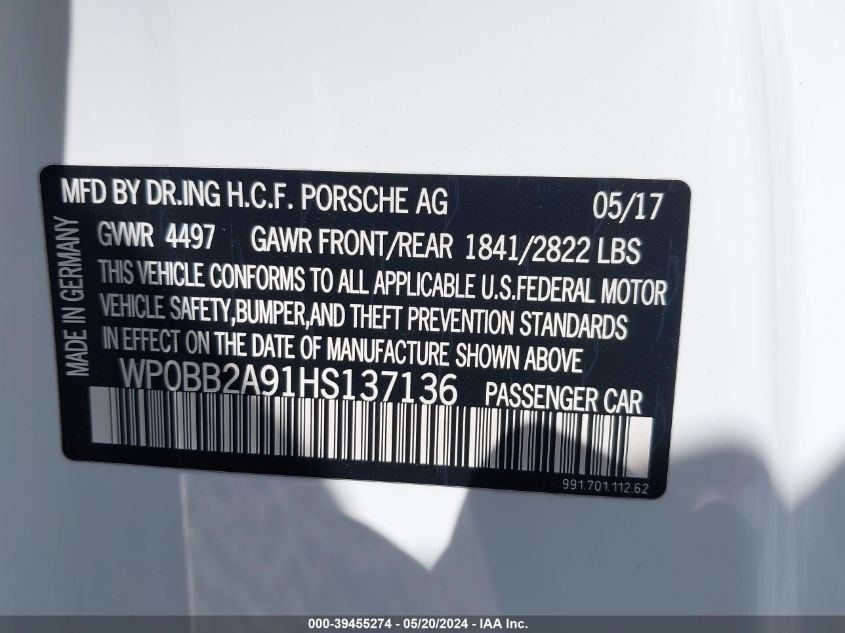 MFD BY DR.ING H.C.F. PORSCHE AG 05/17
GVWR 4497 GAWR FRONT/REAR 1841/2822 LBS
THIS VEHICLE CONFORMS TO ALL APPLICABLE U.S.FEDERAL MOTOR
VEHICLE SAFETY,BUMPER,AND THEFT PREVENTION STANDARDS
IN EFFECT ON THE DATE OF MANUFACTURE SHOWN ABOVE
MADE IN GERMANY
WP0BB2A91HS137136 PASSENGER CAR
991.701.112.62
000-39455274 - 05/20/2024 - IAA Inc.